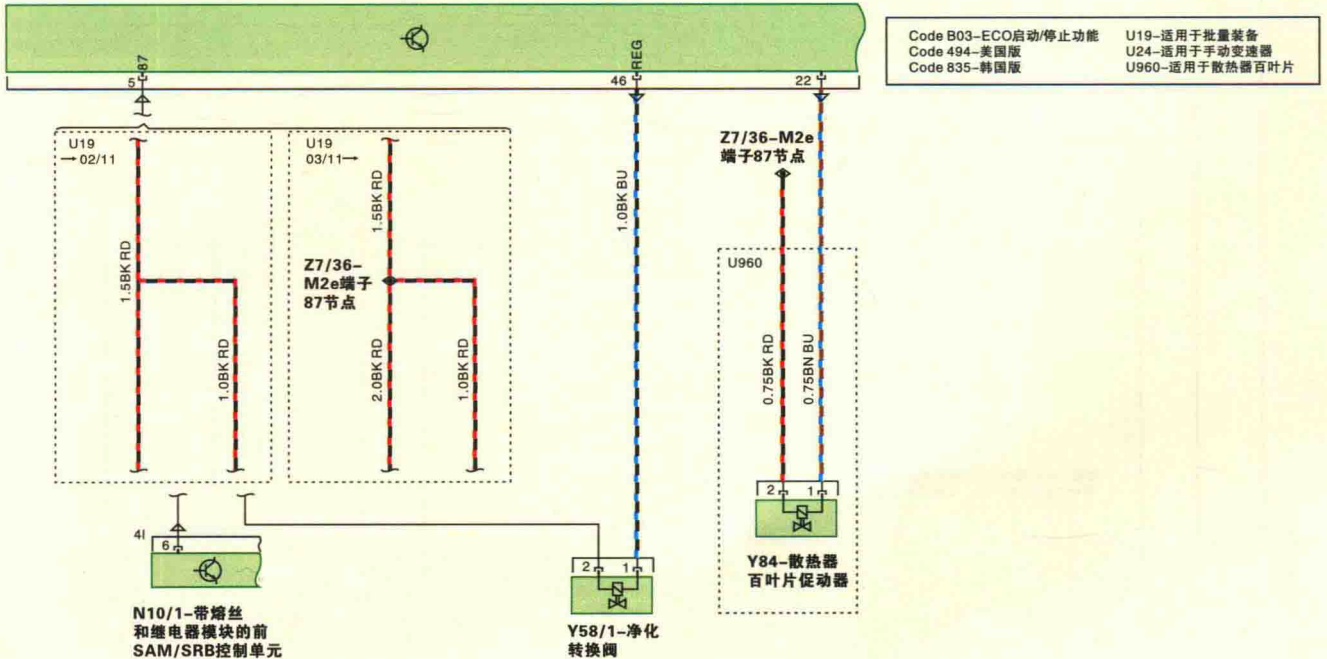 Code B03-ECO启动/停止功能
Code 494-美国版
Code 835-韩国版
U19-适用于批量装备
U24-适用于手动变速器
U960-适用于散热器百叶片
87
5
REG
46
22
U19
→02/11
1.5BK RD
1.0BK RD
U19
03/11→
1.5BK RD
Z7/36-
M2e端子
87节点
2.0BK RD
1.0BK RD
1.0BK BU
Z7/36-M2e
端子87节点
U960
0.75BK RD
0.75BN BU
2
1
Y84-散热器
百叶片促动器
4I
6
N10/1-带熔丝
和继电器模块的前
SAM/SRB控制单元
2
1
Y58/1-净化
转换阀